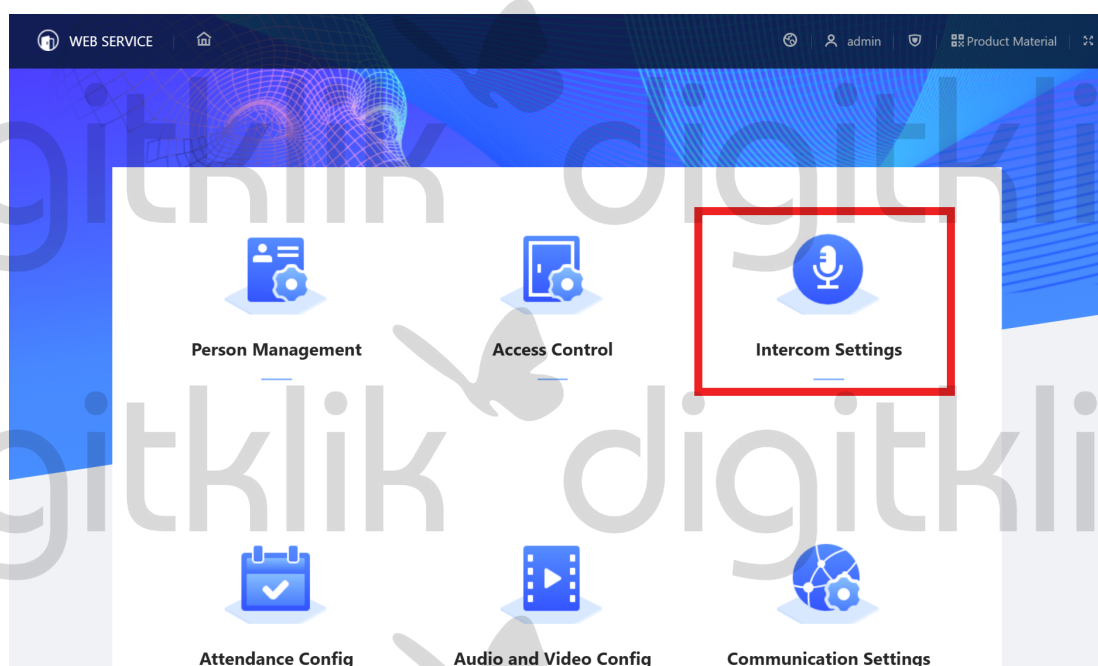 WEB SERVICE
admin
Product Material
Person Management
Access Control
Intercom Settings
Attendance Config
Audio and Video Config
Communication Settings
digitklik digitklik
digitklik digitklik